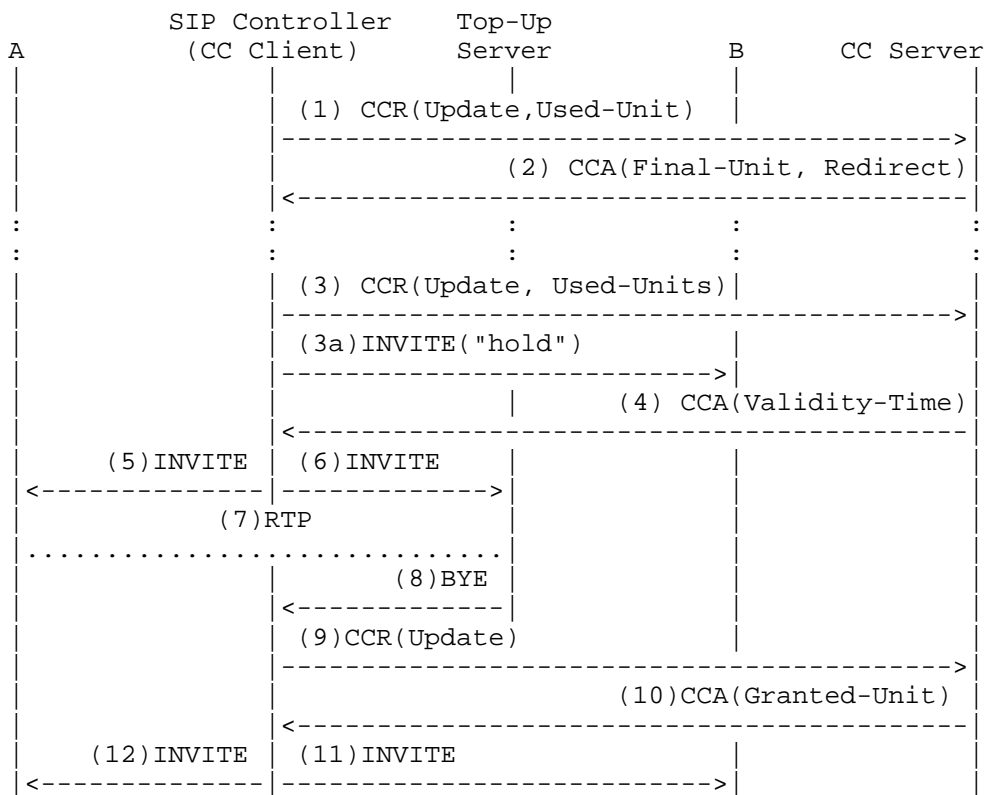 SIP Controller Top-Up
A (CC Client) Server B CC Server
(1) CCR(Update,Used-Unit)
(2) CCA(Final-Unit, Redirect)
(3) CCR(Update, Used-Units)
(3a)INVITE("hold")
(4) CCA(Validity-Time)
(5)INVITE (6)INVITE
(7)RTP
(8)BYE
(9)CCR(Update)
(10)CCA(Granted-Unit)
(12)INVITE (11)INVITE